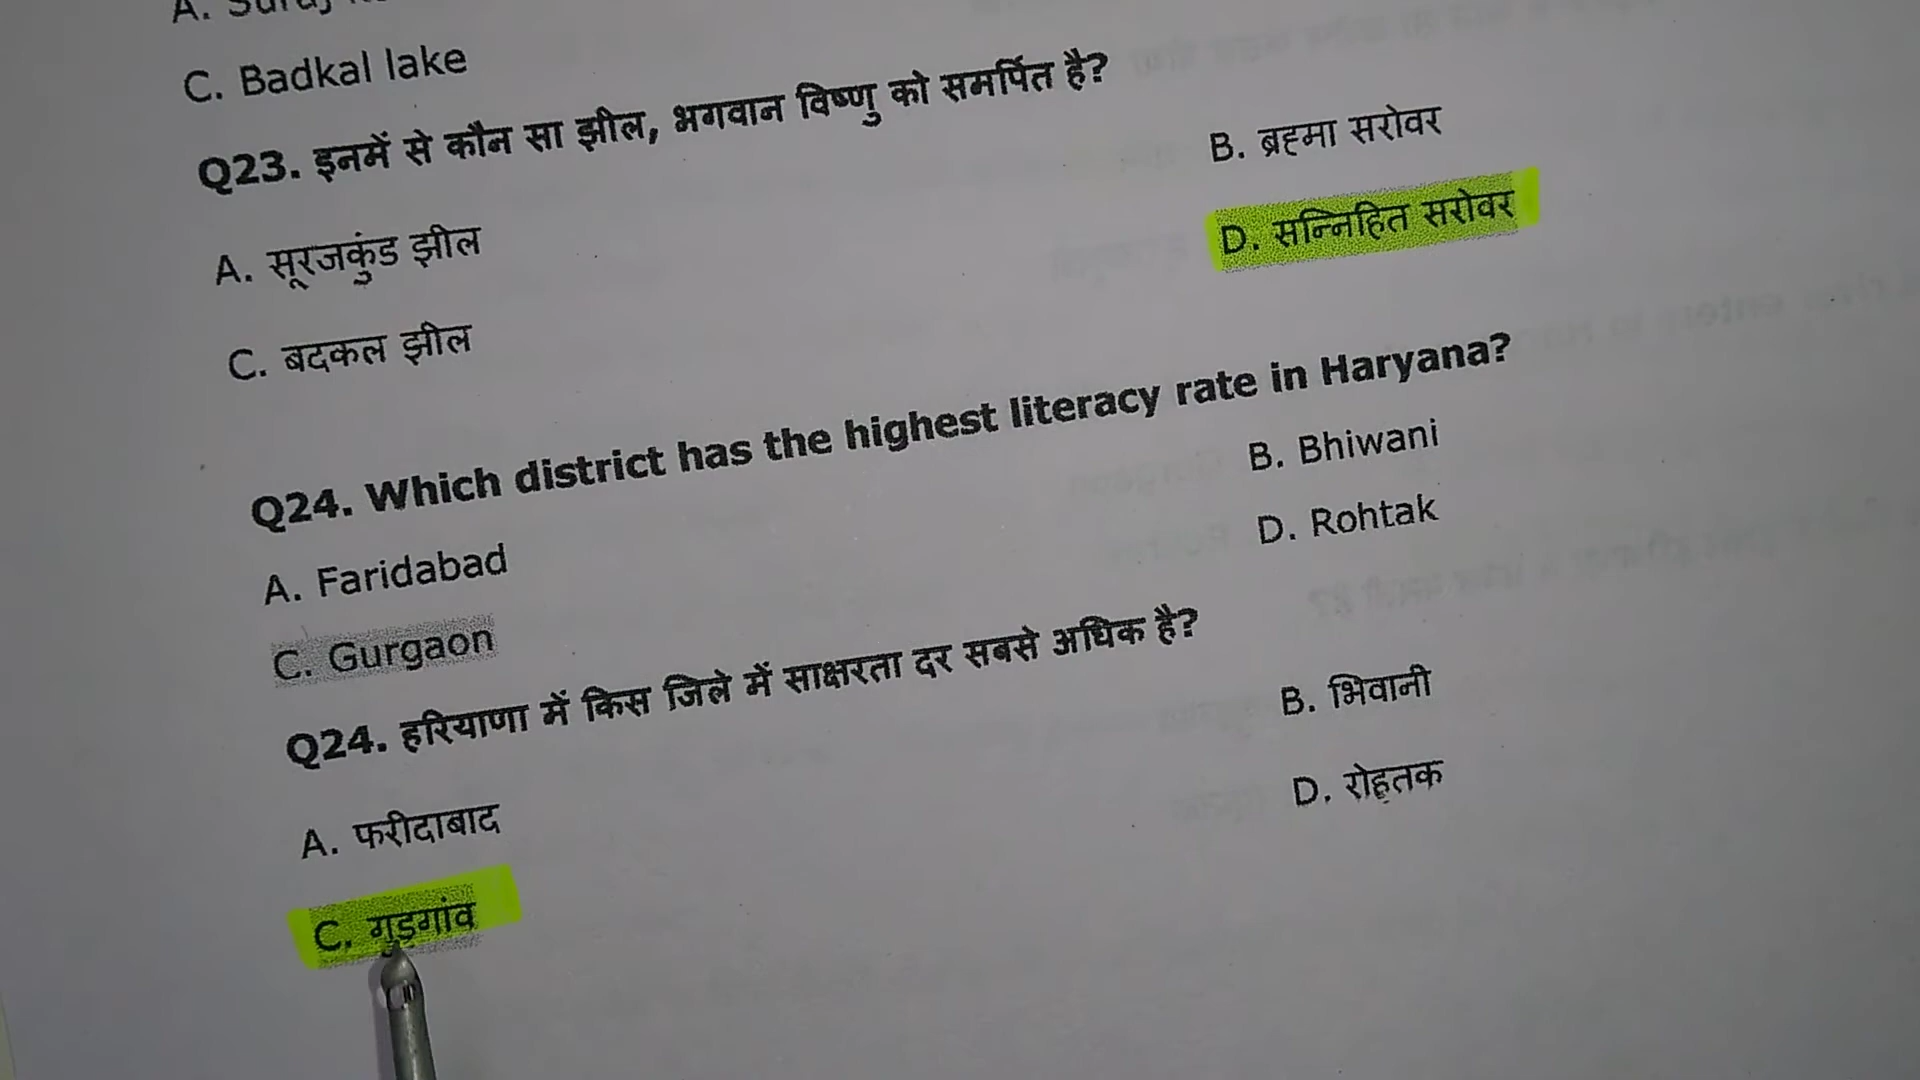 A.
C. Badkal lake
Q23. इनमें से कौन सा झील, भगवान विष्णु को समर्पित है?
A. सूरजकुंड झील
B. ब्रह्मा सरोवर
C. बदकल झील
D. सन्निहित सरोवर
Q24. Which district has the highest literacy rate in Haryana?
A. Faridabad
B. Bhiwani
C. Gurgaon
D. Rohtak
Q24. हरियाणा में किस जिले में साक्षरता दर सबसे अधिक है?
A. फरीदाबाद
B. भिवानी
C. गुड़गांव
D. रोहतक